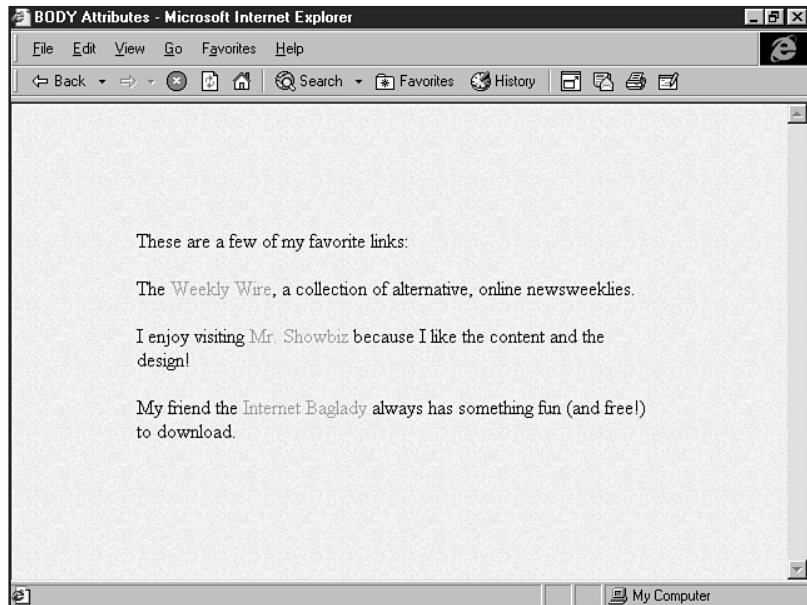 BODY Attributes - Microsoft Internet Explorer
File Edit View Go Favorites Help
Back Search Favorites History
These are a few of my favorite links:
The Weekly Wire, a collection of alternative, online newsweeklies.
I enjoy visiting Mr. Showbiz because I like the content and the
design!
My friend the Internet Baglady always has something fun (and free!)
to download.
My Computer